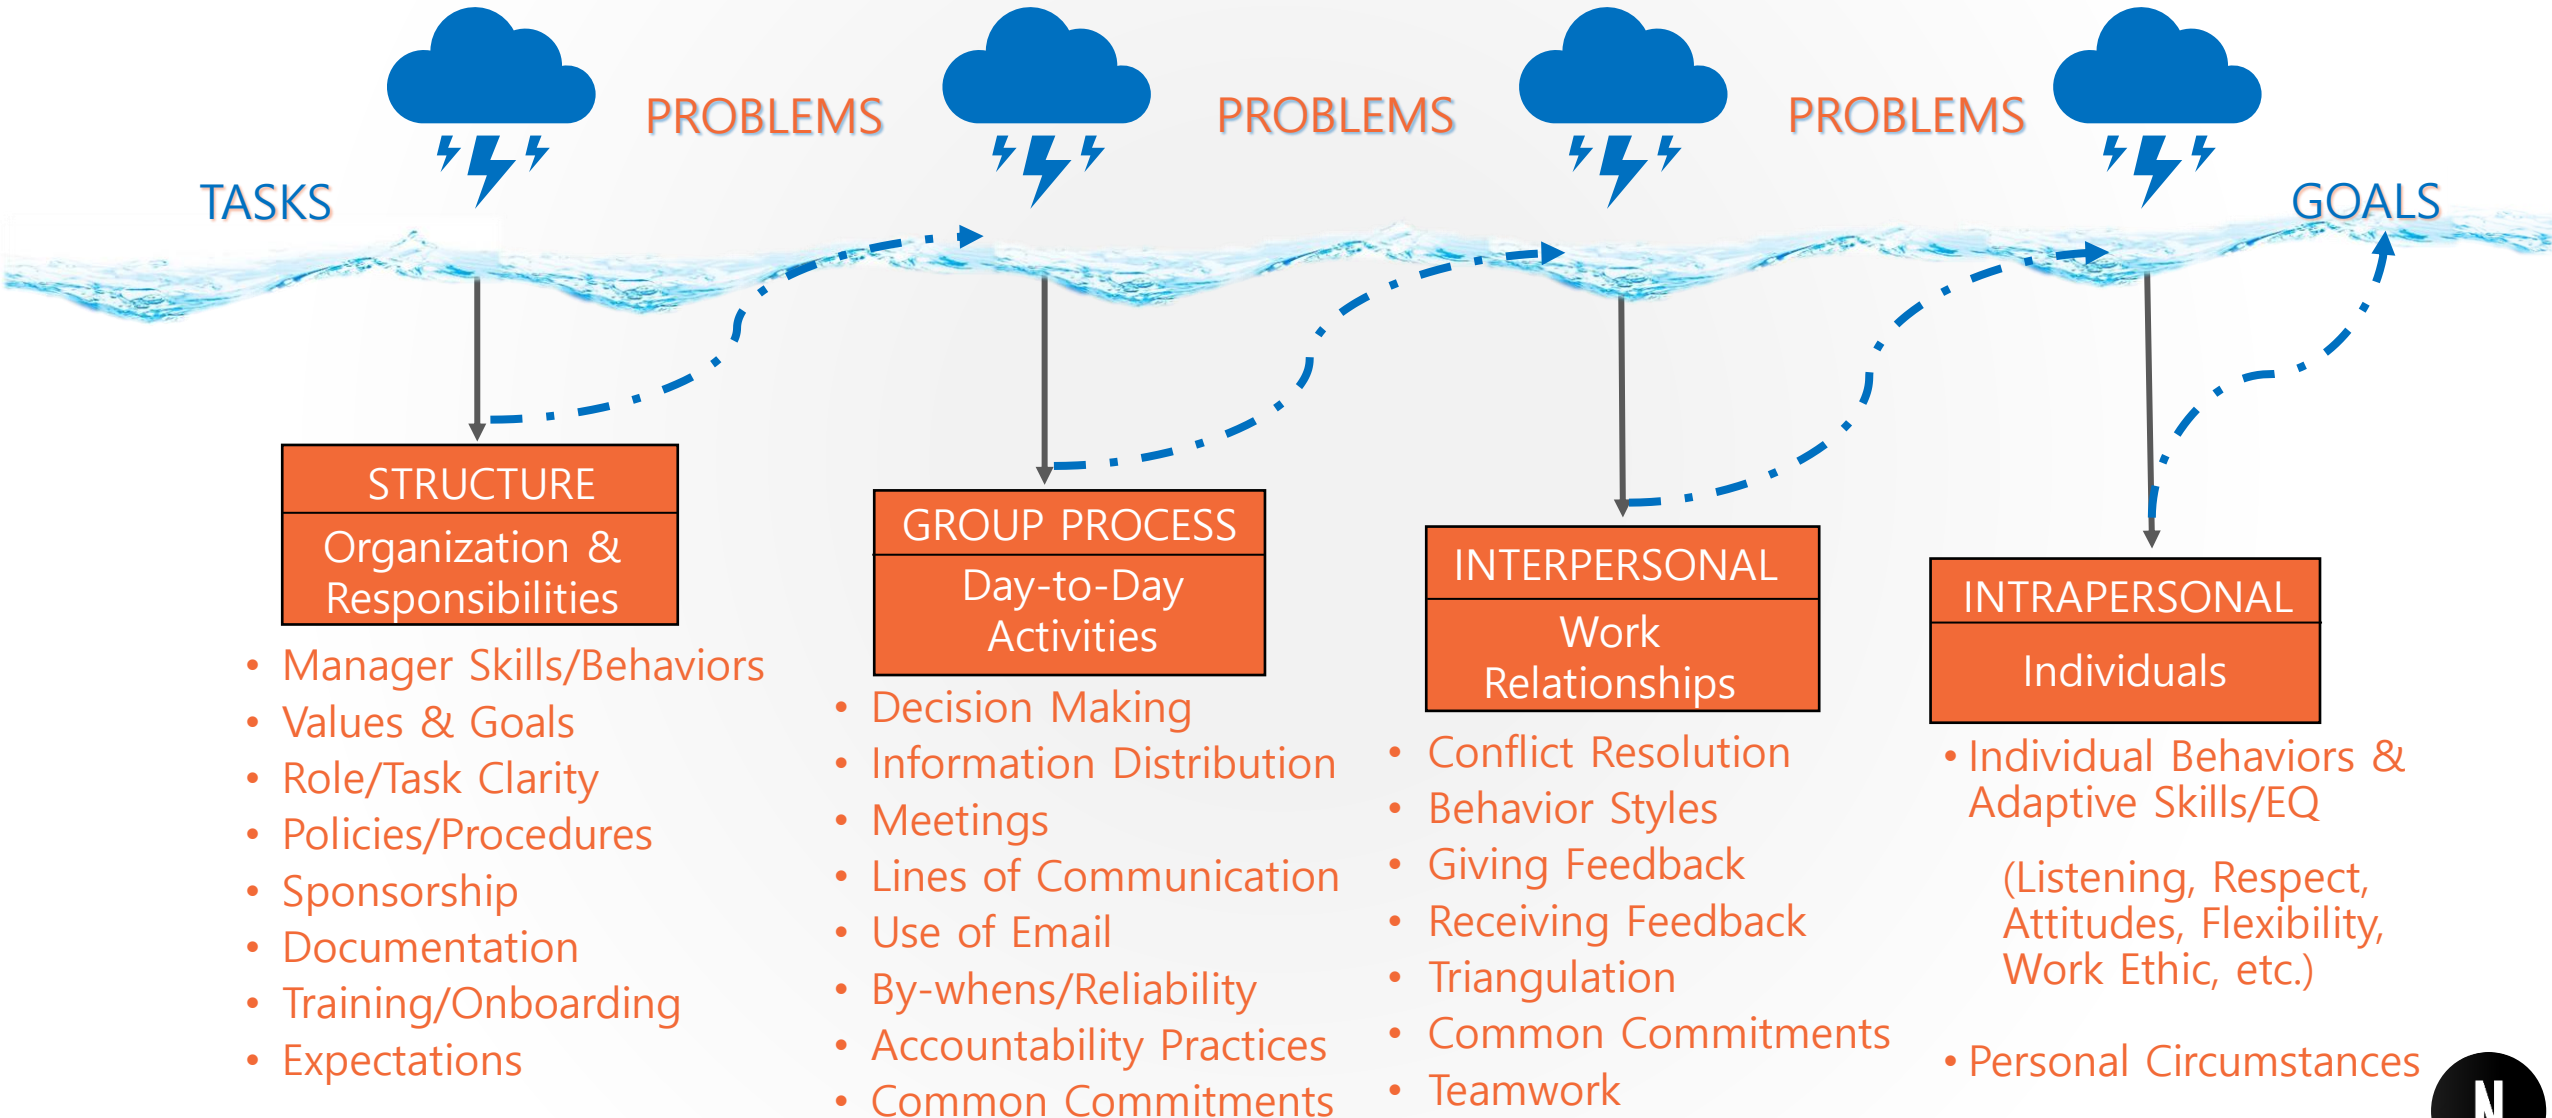 PROBLEMS
PROBLEMS
PROBLEMS
TASKS
GOALS
STRUCTURE
Organization &
Responsibilities
• Manager Skills/Behaviors
• Values & Goals
• Role/Task Clarity
• Policies/Procedures
• Sponsorship
• Documentation
• Training/Onboarding
• Expectations
GROUP PROCESS
Day-to-Day
Activities
• Decision Making
• Information Distribution
• Meetings
• Lines of Communication
• Use of Email
• By-whens/Reliability
• Accountability Practices
• Common Commitments
INTERPERSONAL
Work
Relationships
• Conflict Resolution
• Behavior Styles
• Giving Feedback
• Receiving Feedback
• Triangulation
• Common Commitments
• Teamwork
INTRAPERSONAL
Individuals
• Individual Behaviors &
Adaptive Skills/EQ
(Listening, Respect,
Attitudes, Flexibility,
Work Ethic, etc.)
• Personal Circumstances
N